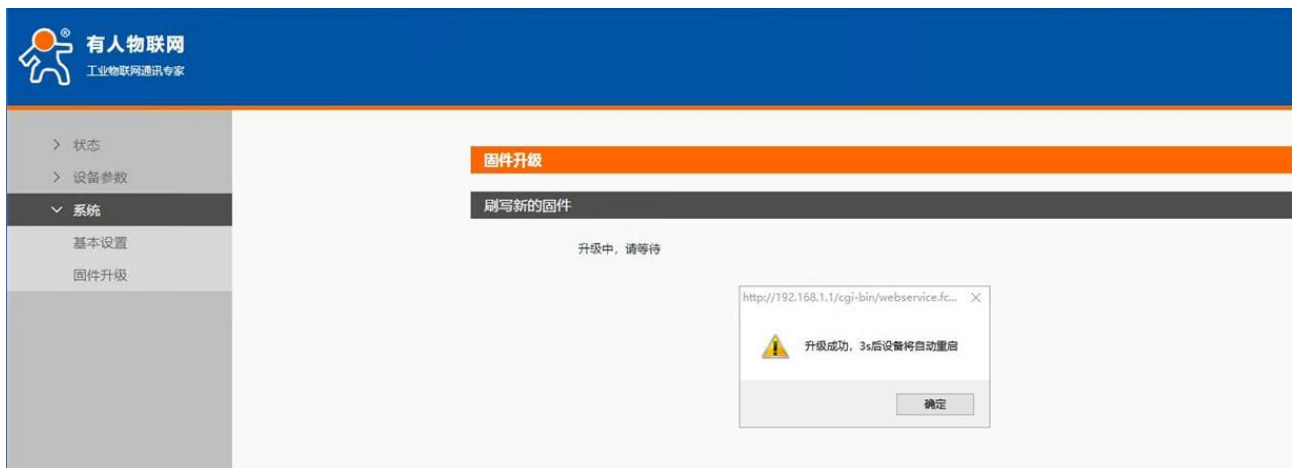 有人物联网
工业物联网通讯专家
状态
设备参数
系统
基本设置
固件升级
固件升级
刷写新的固件
升级中，请等待
http://192.168.1.1/cgi-bin/webservice.fc...
升级成功，3s后设备将自动重启
确定